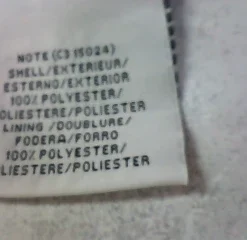 NOTE (C3 15024)
SHELL/EXTERIEUR/
ESTERNO/EXTERIOR
100% POLYESTER/
OLIESTERE/POLIESTER
LINING /DOUBLURE/
FODERA/FORRO
100% POLYESTER/
LIESTERE/POLIESTER